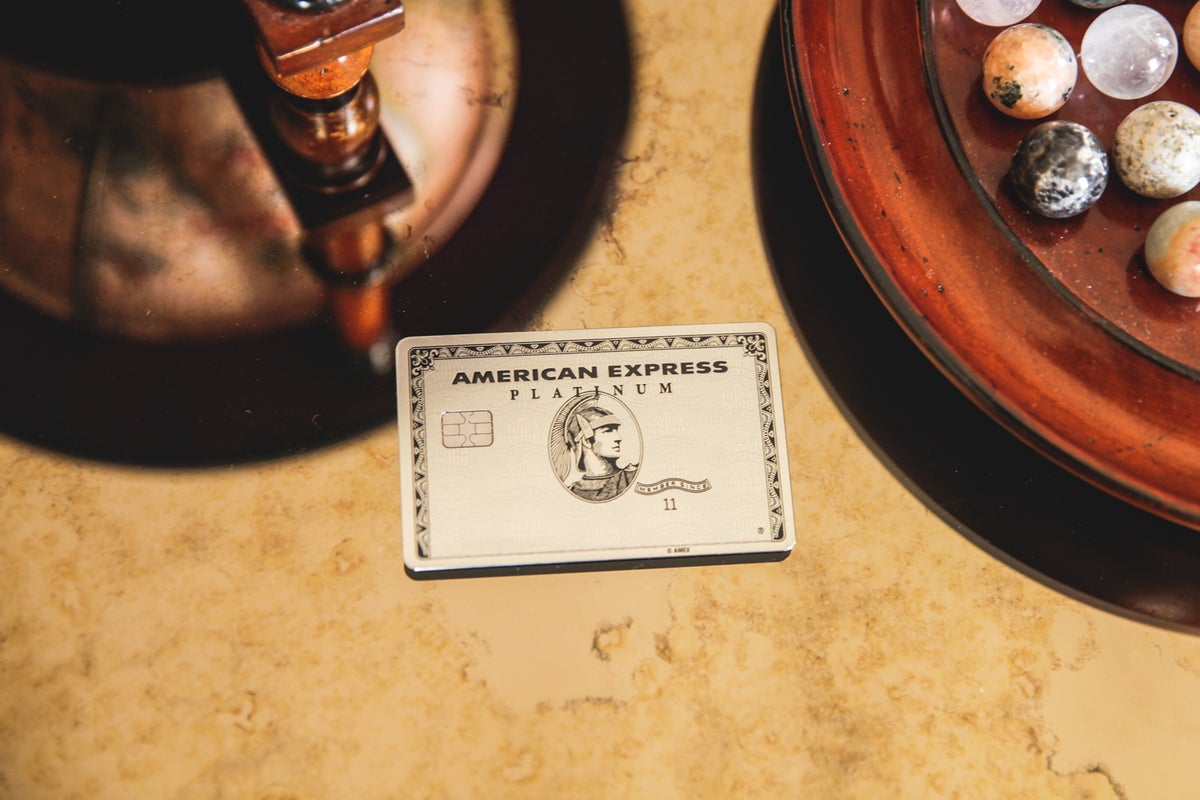 AMERICAN EXPRESS
PLATINUM
MEMBER SINCE
11
®
© AMEX